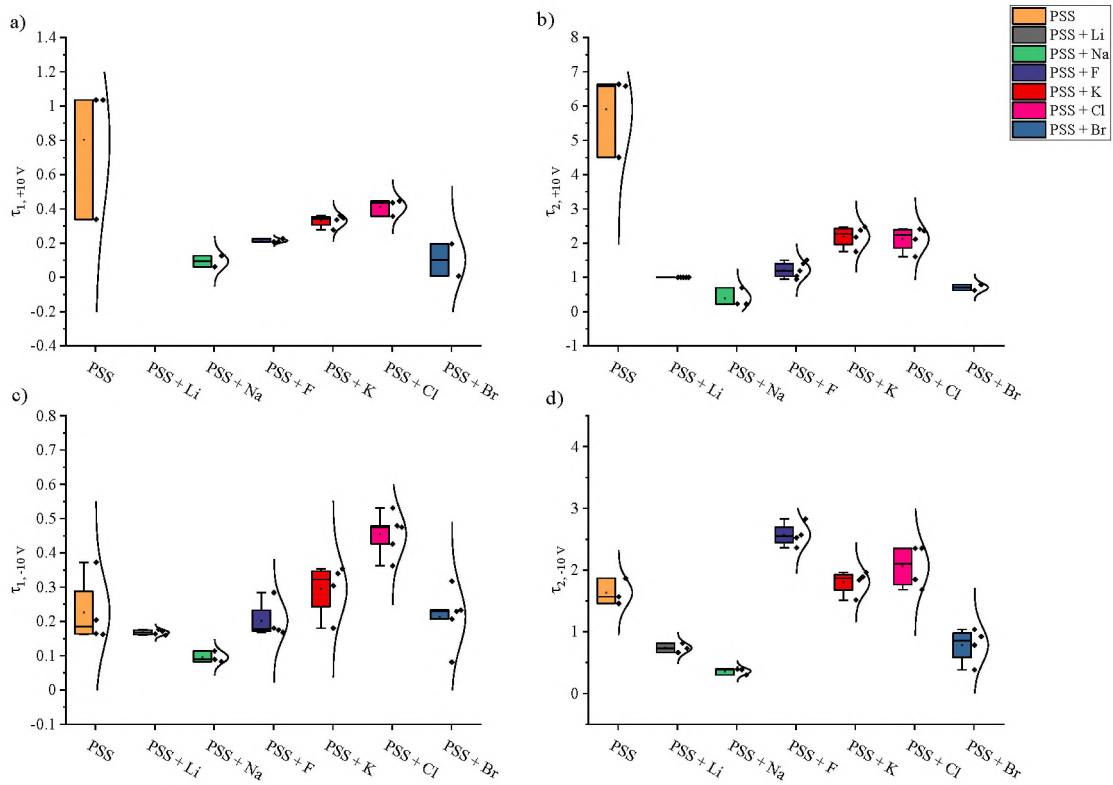 a)
τ1, +10 V
1.4
1.2
1
0.8
0.6
0.4
0.2
0
-0.2
-0.4
PSS
PSS + Li
PSS + Na
PSS + F
PSS + K
PSS + Cl
PSS + Br
b)
τ2, +10 V
8
7
6
5
4
3
2
1
0
-1
PSS
PSS + Li
PSS + Na
PSS + F
PSS + K
PSS + Cl
PSS + Br
PSS
PSS + Li
PSS + Na
PSS + F
PSS + K
PSS + Cl
PSS + Br
c)
τ1, -10 V
0.8
0.7
0.6
0.5
0.4
0.3
0.2
0.1
0
-0.1
PSS
PSS + Li
PSS + Na
PSS + F
PSS + K
PSS + Cl
PSS + Br
d)
τ2, -10 V
4
3
2
1
0
PSS
PSS + Li
PSS + Na
PSS + F
PSS + K
PSS + Cl
PSS + Br